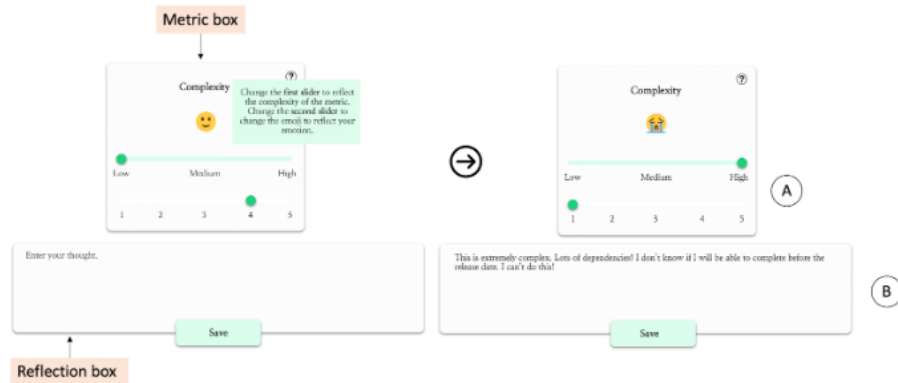 Metric box
?
Complexity
Change the first slider to reflect
the complexity of the metric.
Change the second slider to
change the emoji to reflect your
emotion.
Low Medium High
1 2 3 4 5
Enter your thought.
Save
Reflection box
?
Complexity
Low Medium High
1 2 3 4 5
A
This is extremely complex. Lots of dependencies! I don't know if I will be able to complete before the
release date. I can't do this!
Save
B